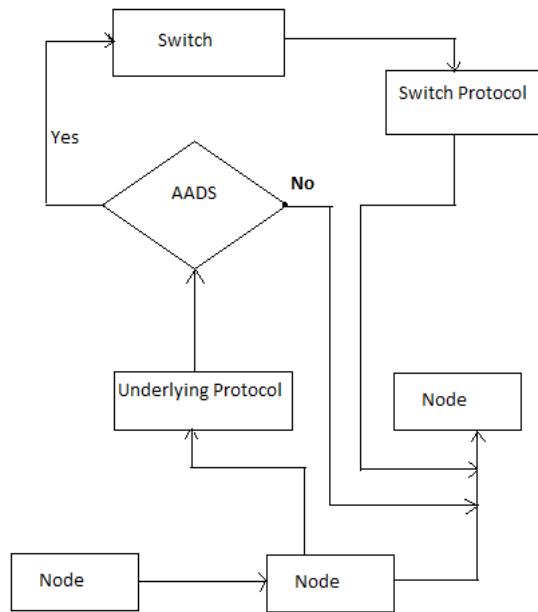 Switch
Switch Protocol
Yes
AADS
No
Underlying Protocol
Node
Node
Node